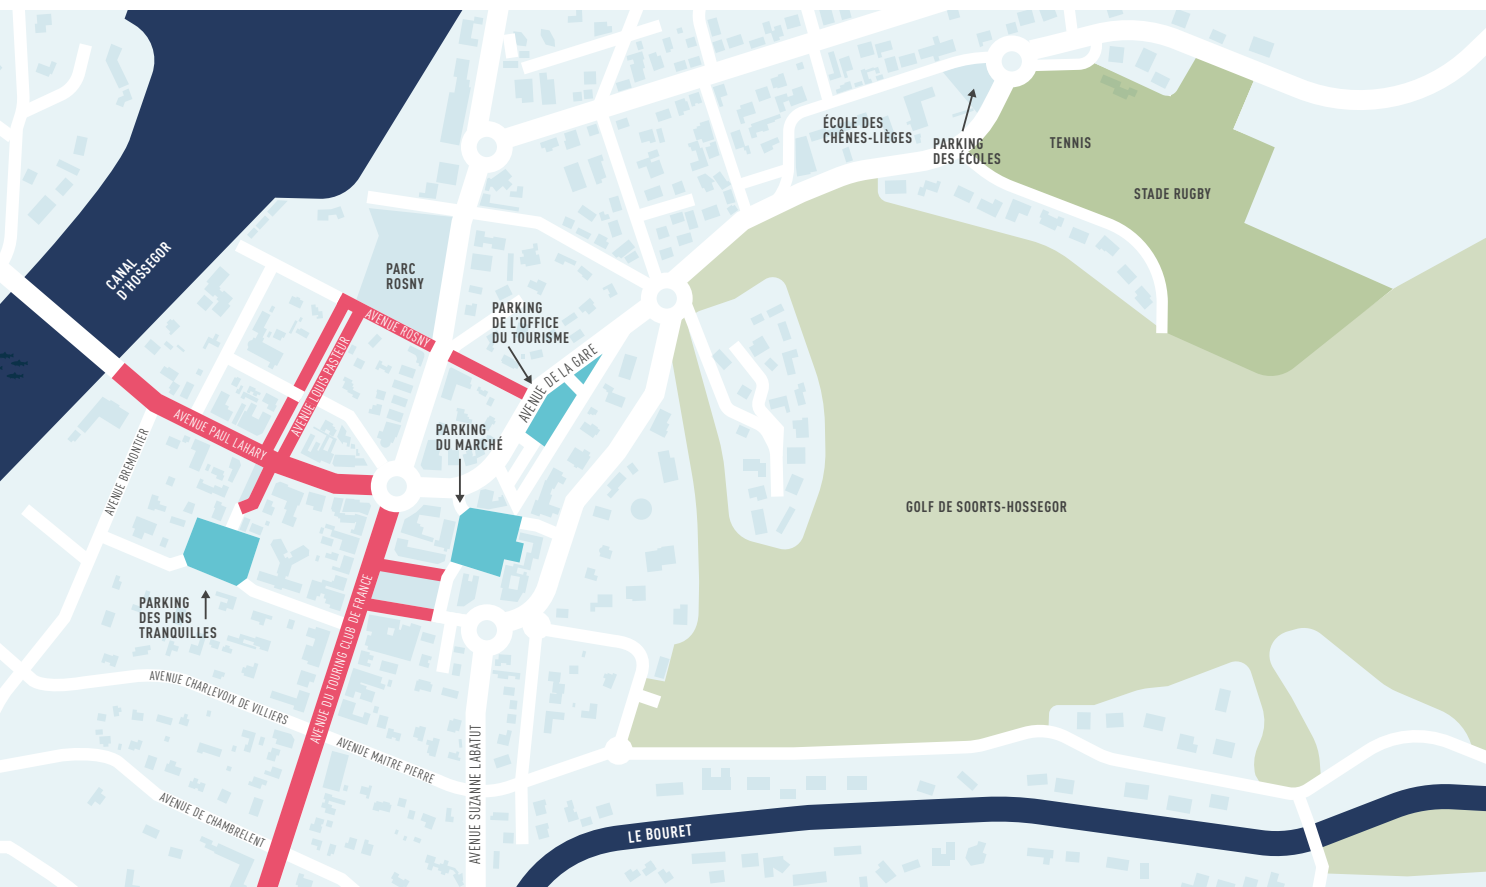 ÉCOLE DES
CHÊNES-LIÈGES
PARKING
DES ÉCOLES
TENNIS
STADE RUGBY
CANAL
D'HOSSEGOR
PARC
ROSNY
PARKING
DE L'OFFICE
DU TOURISME
AVENUE ROSNY
AVENUE LOUIS PASTEUR
AVENUE DE LA GARE
AVENUE PAUL LAHARY
PARKING
DU MARCHÉ
AVENUE BREMONTIER
GOLF DE SOORTS-HOSSEGOR
PARKING
DES PINS
TRANQUILLES
AVENUE DU TOURING CLUB DE FRANCE
AVENUE CHARLEVOIX DE VILLIERS
AVENUE MAITRE PIERRE
AVENUE SUZANNE LABATUT
AVENUE DE CHAMBRELENT
LE BOURET